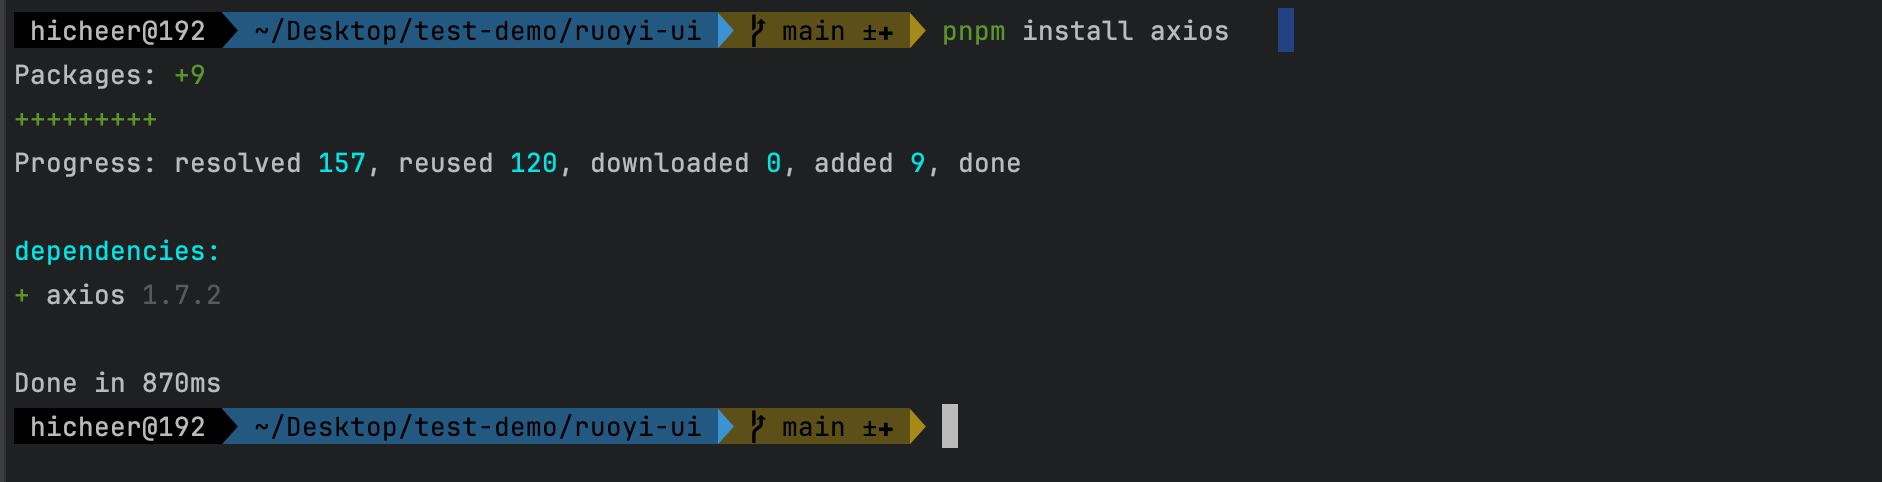 hicheer@192 ~/Desktop/test-demo/ruoyi-ui main ±✚ pnpm install axios
Packages: +9
+++++++++
Progress: resolved 157, reused 120, downloaded 0, added 9, done
dependencies:
+ axios 1.7.2
Done in 870ms
hicheer@192 ~/Desktop/test-demo/ruoyi-ui main ±✚